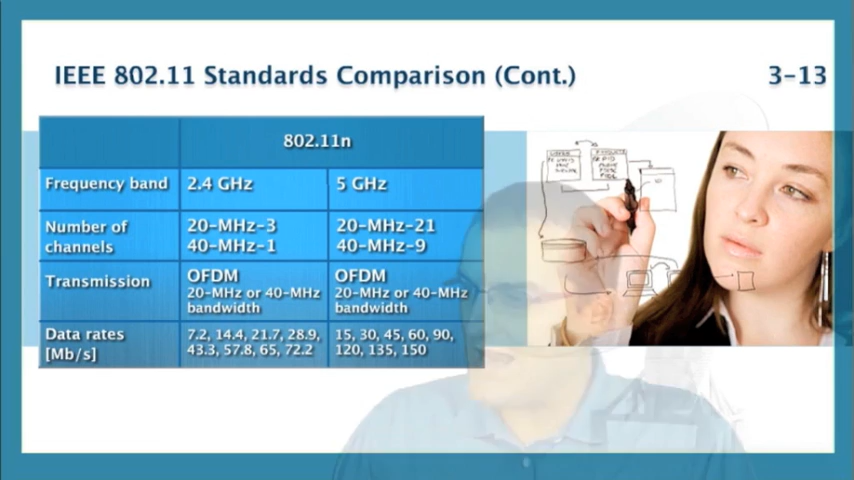 IEEE 802.11 Standards Comparison (Cont.) 3-13
802.11n
Frequency band 2.4 GHz 5 GHz
Number of channels
20-MHz-3
40-MHz-1
20-MHz-21
40-MHz-9
Transmission
OFDM
20-MHz or 40-MHz
bandwidth
OFDM
20-MHz or 40-MHz
bandwidth
Data rates
[Mb/s]
7.2, 14.4, 21.7, 28.9,
43.3, 57.8, 65, 72.2
15, 30, 45, 60, 90,
120, 135, 150